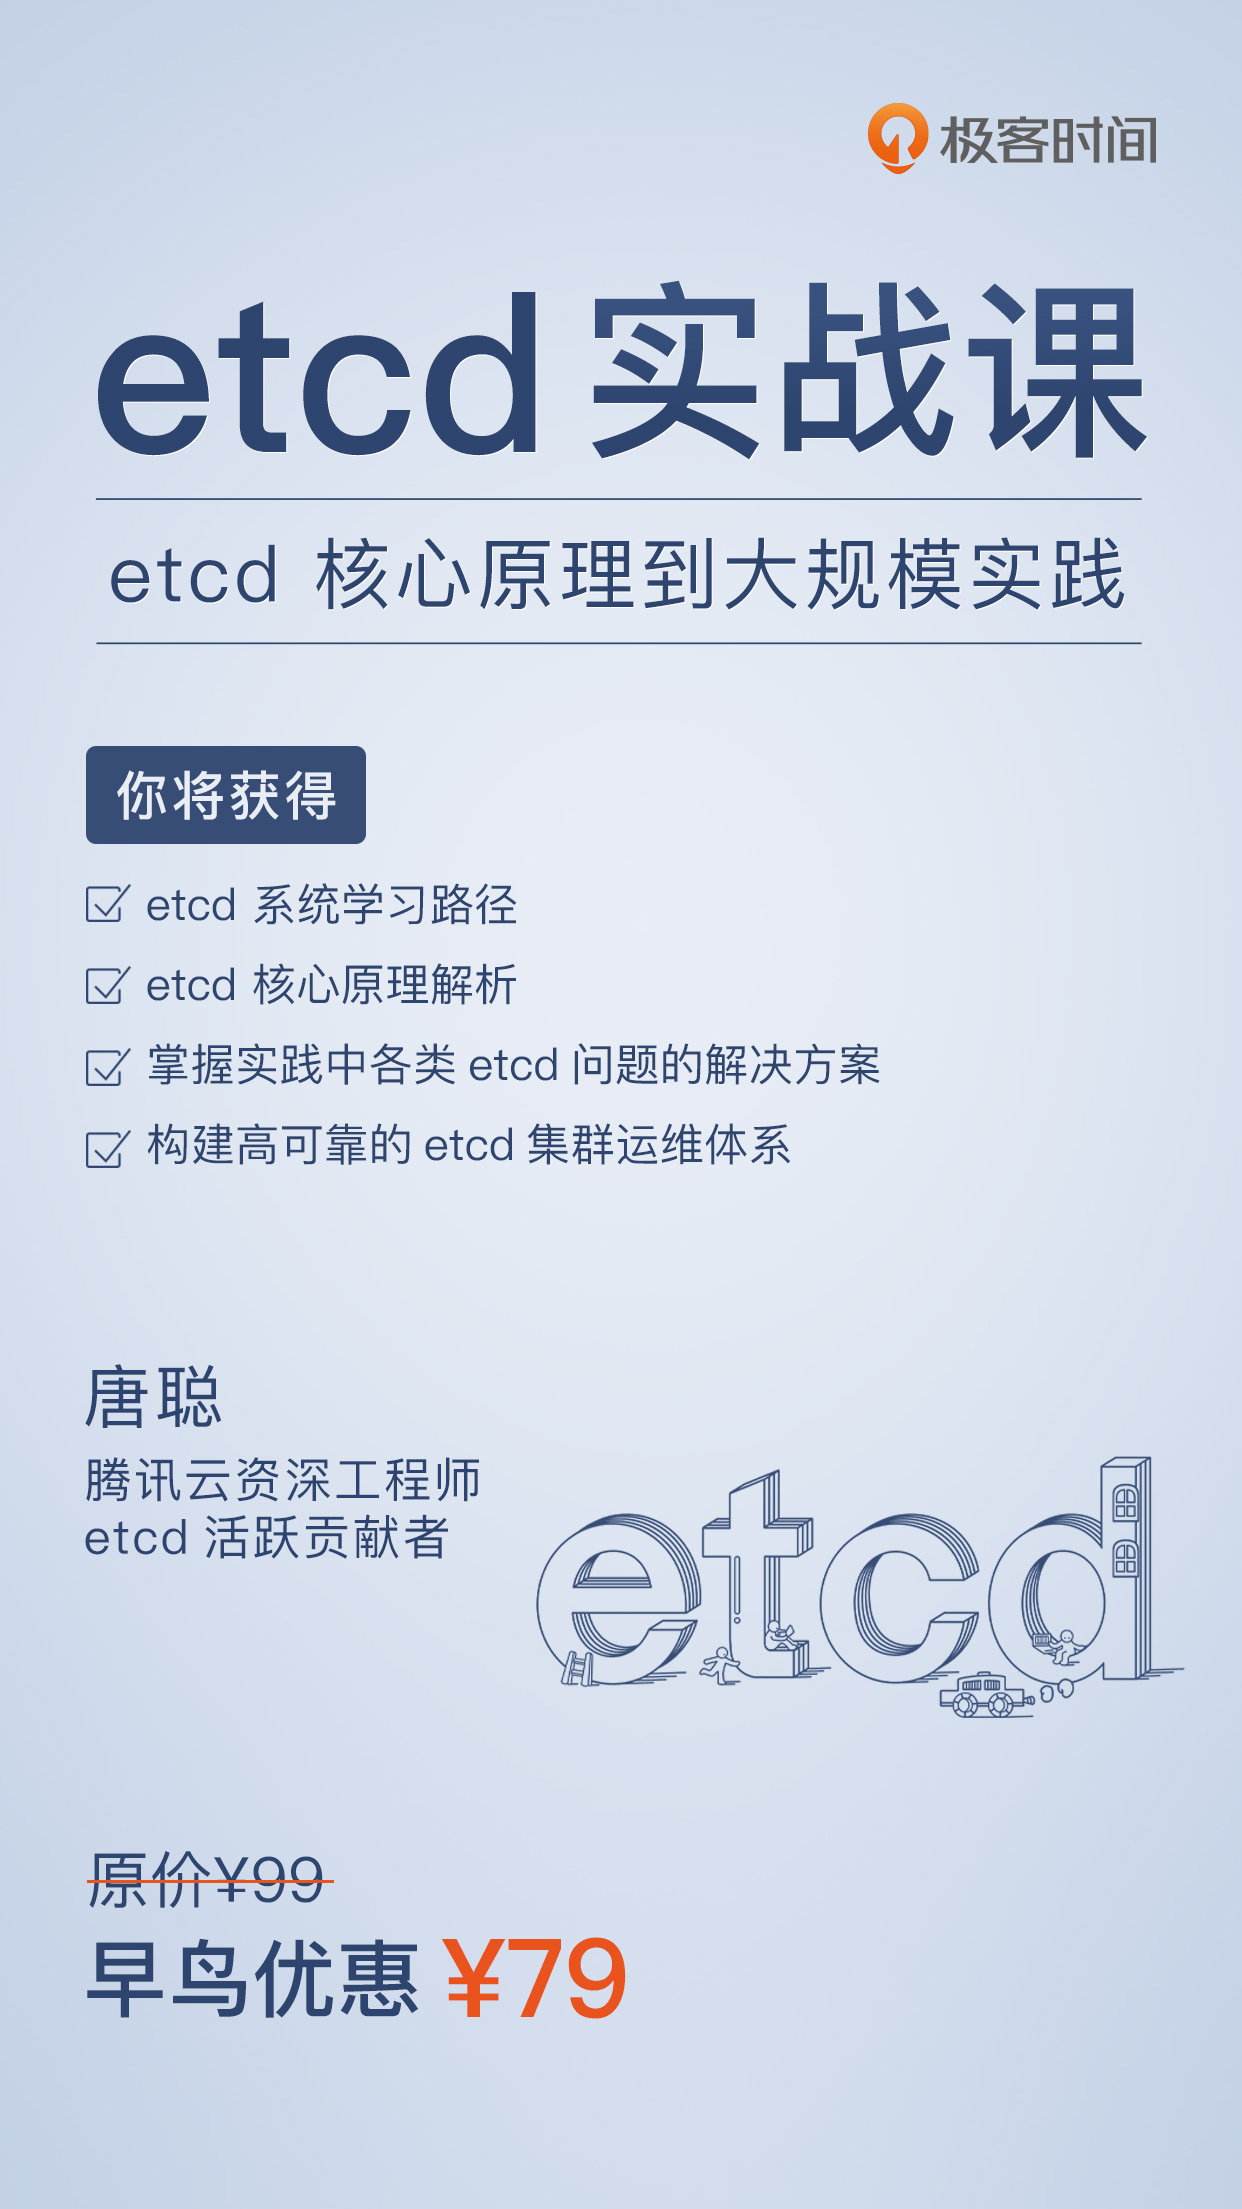 极客时间
etcd 实战课
etcd 核心原理到大规模实践
你将获得
etcd 系统学习路径
etcd 核心原理解析
掌握实践中各类 etcd 问题的解决方案
构建高可靠的 etcd 集群运维体系
唐聪
腾讯云资深工程师
etcd 活跃贡献者
etcd
原价¥99
早鸟优惠 ¥79